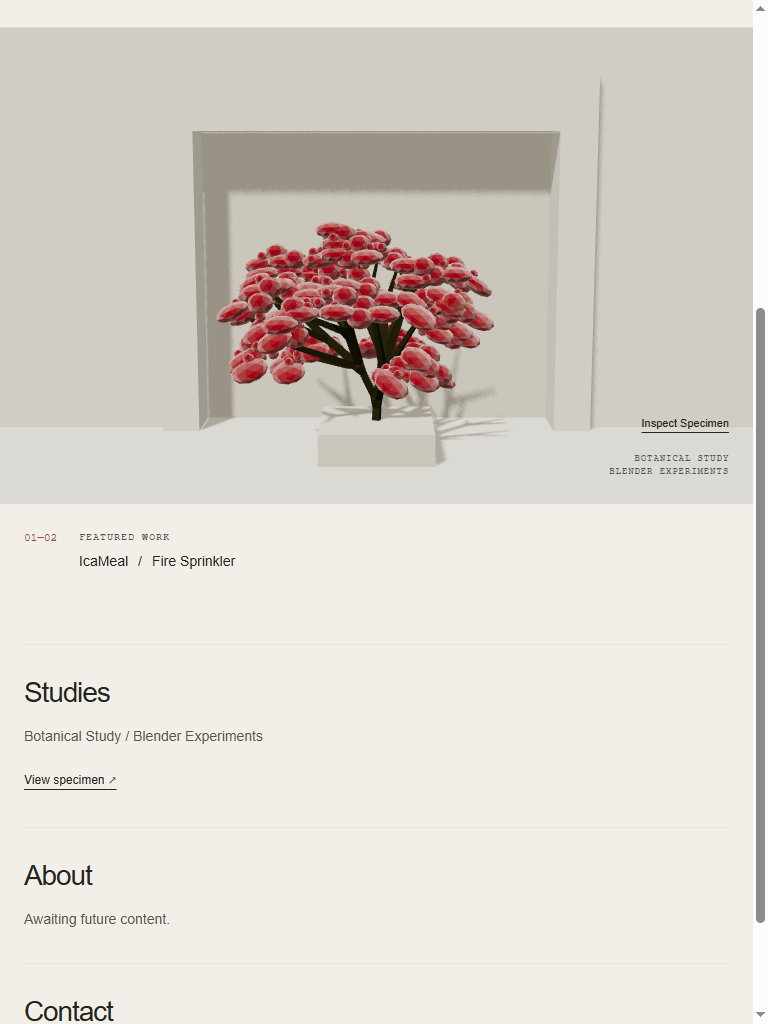 Inspect Specimen
BOTANICAL STUDY
BLENDER EXPERIMENTS
01—02
FEATURED WORK
IcaMeal / Fire Sprinkler
Studies
Botanical Study / Blender Experiments
View specimen ↗
About
Awaiting future content.
Contact